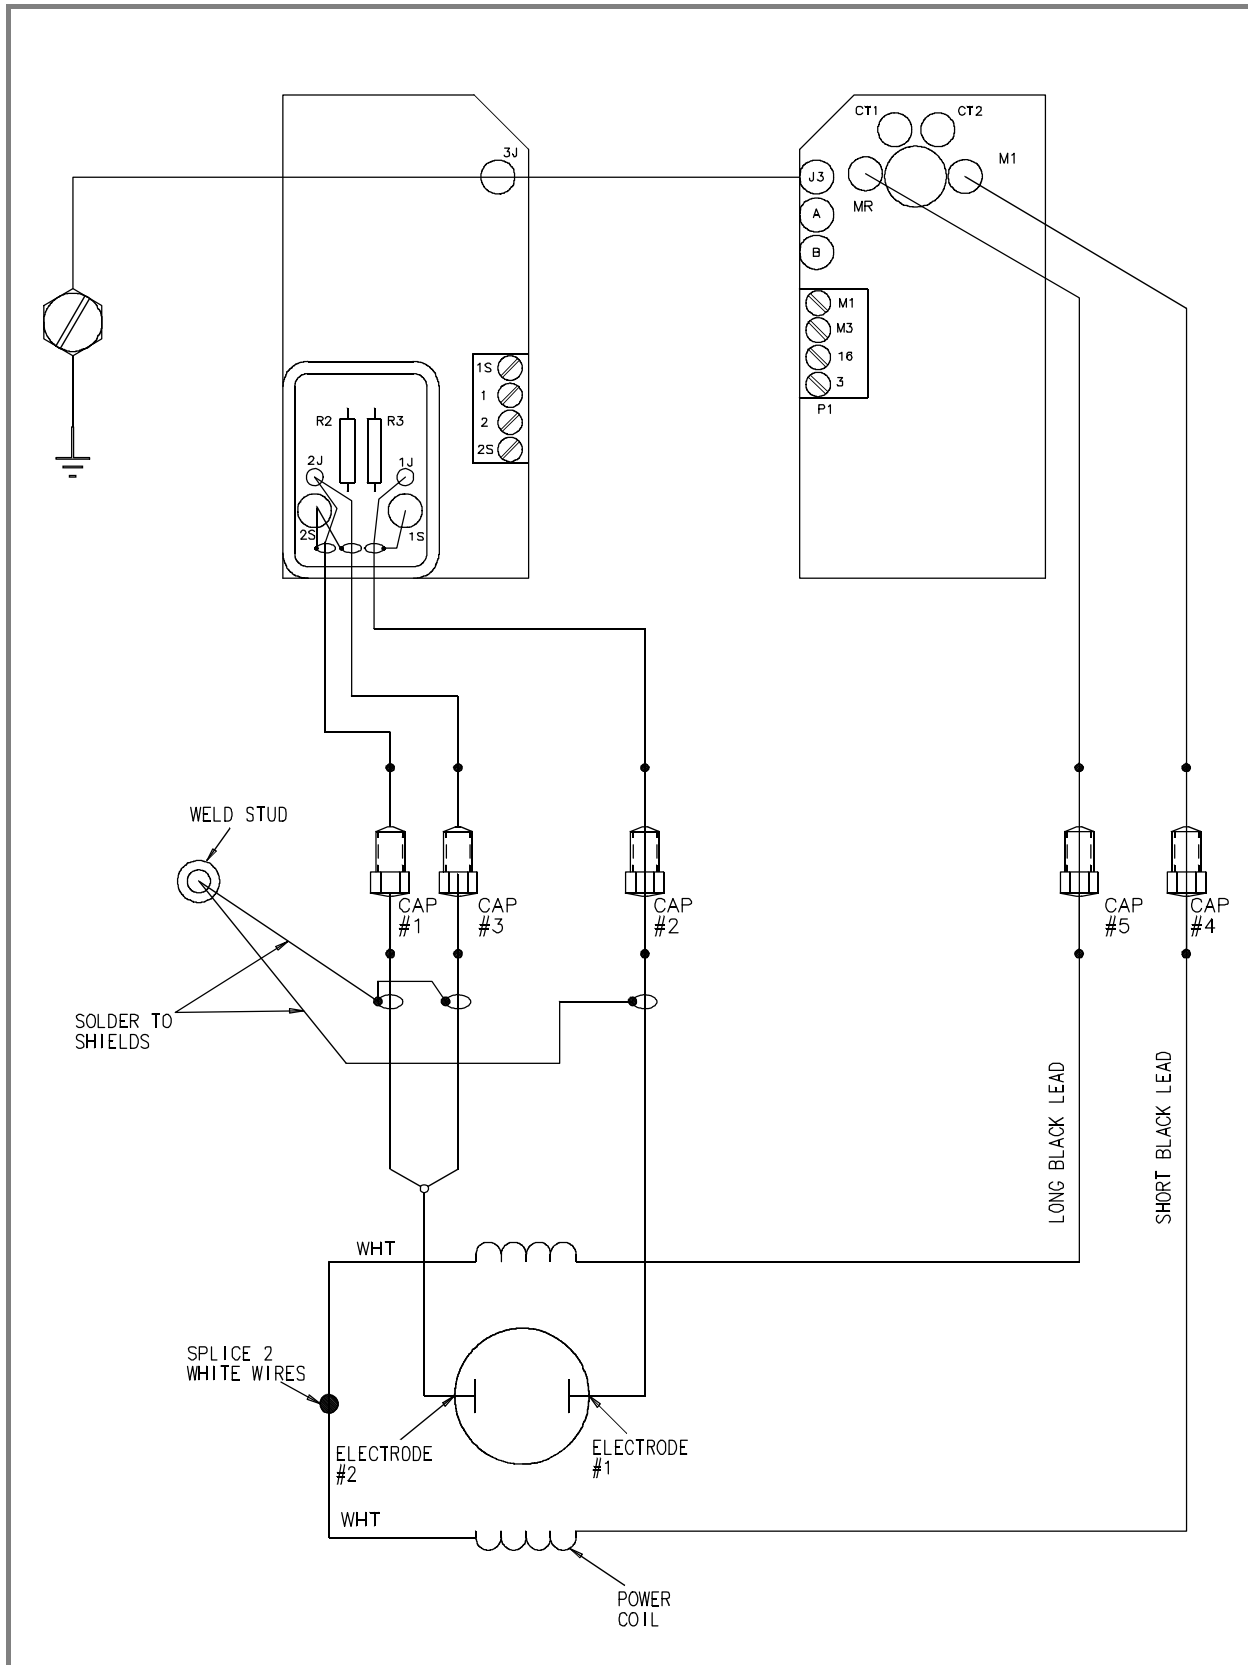 CT1
CT2
3J
M1
J3
MR
A
B
M1
M3
1S
16
1
3
P1
R2
R3
2
2S
2J
1J
2S
1S
WELD STUD
CAP
#1
CAP
#3
CAP
#2
CAP
#5
CAP
#4
SOLDER TO
SHIELDS
LONG BLACK LEAD
SHORT BLACK LEAD
WHT
SPLICE 2
WHITE WIRES
ELECTRODE
#2
ELECTRODE
#1
WHT
POWER
COIL